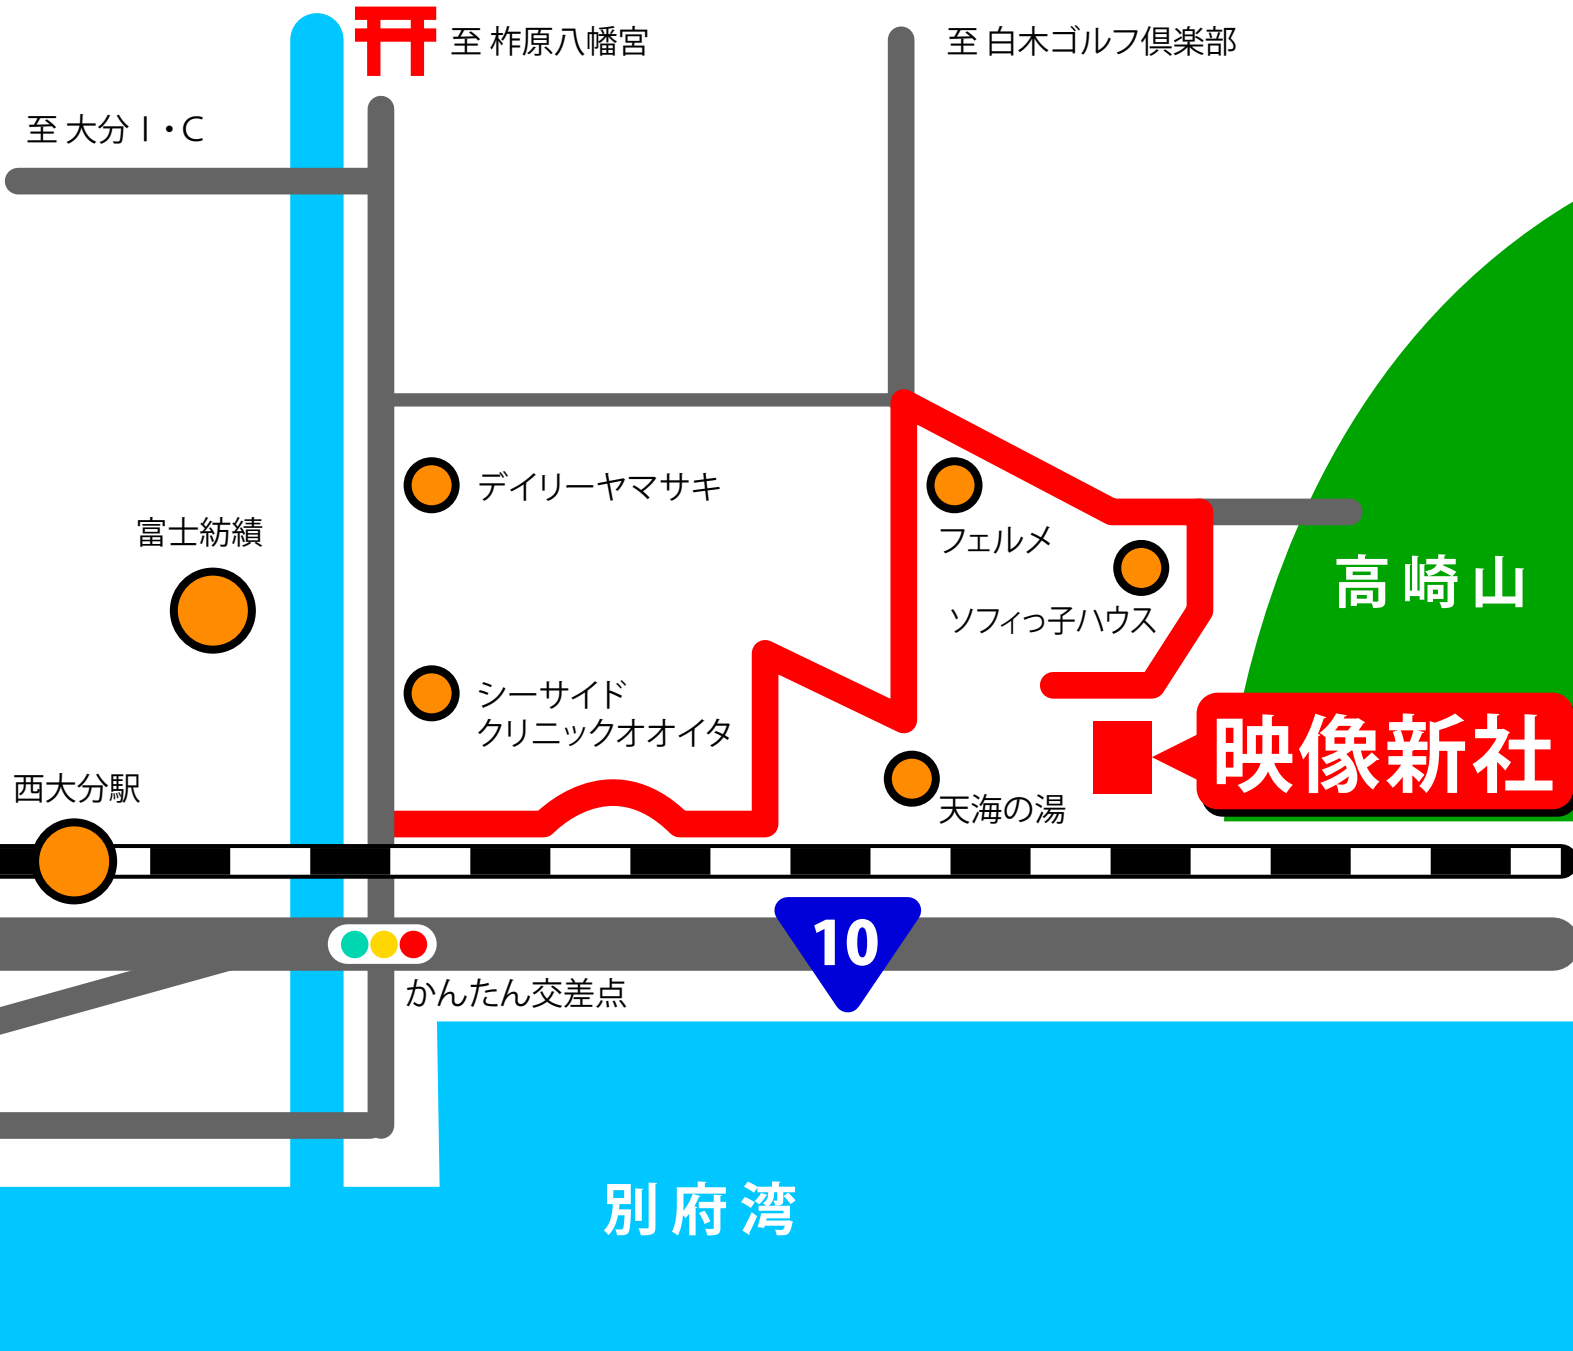 至 柞原八幡宮
至 白木ゴルフ倶楽部
至 大分Ⅰ・C
デイリーヤマサキ
富士紡績
フェルメ
高崎山
ソフィっ子ハウス
シーサイド
クリニックオオイタ
映像新社
西大分駅
天海の湯
10
かんたん交差点
別府湾